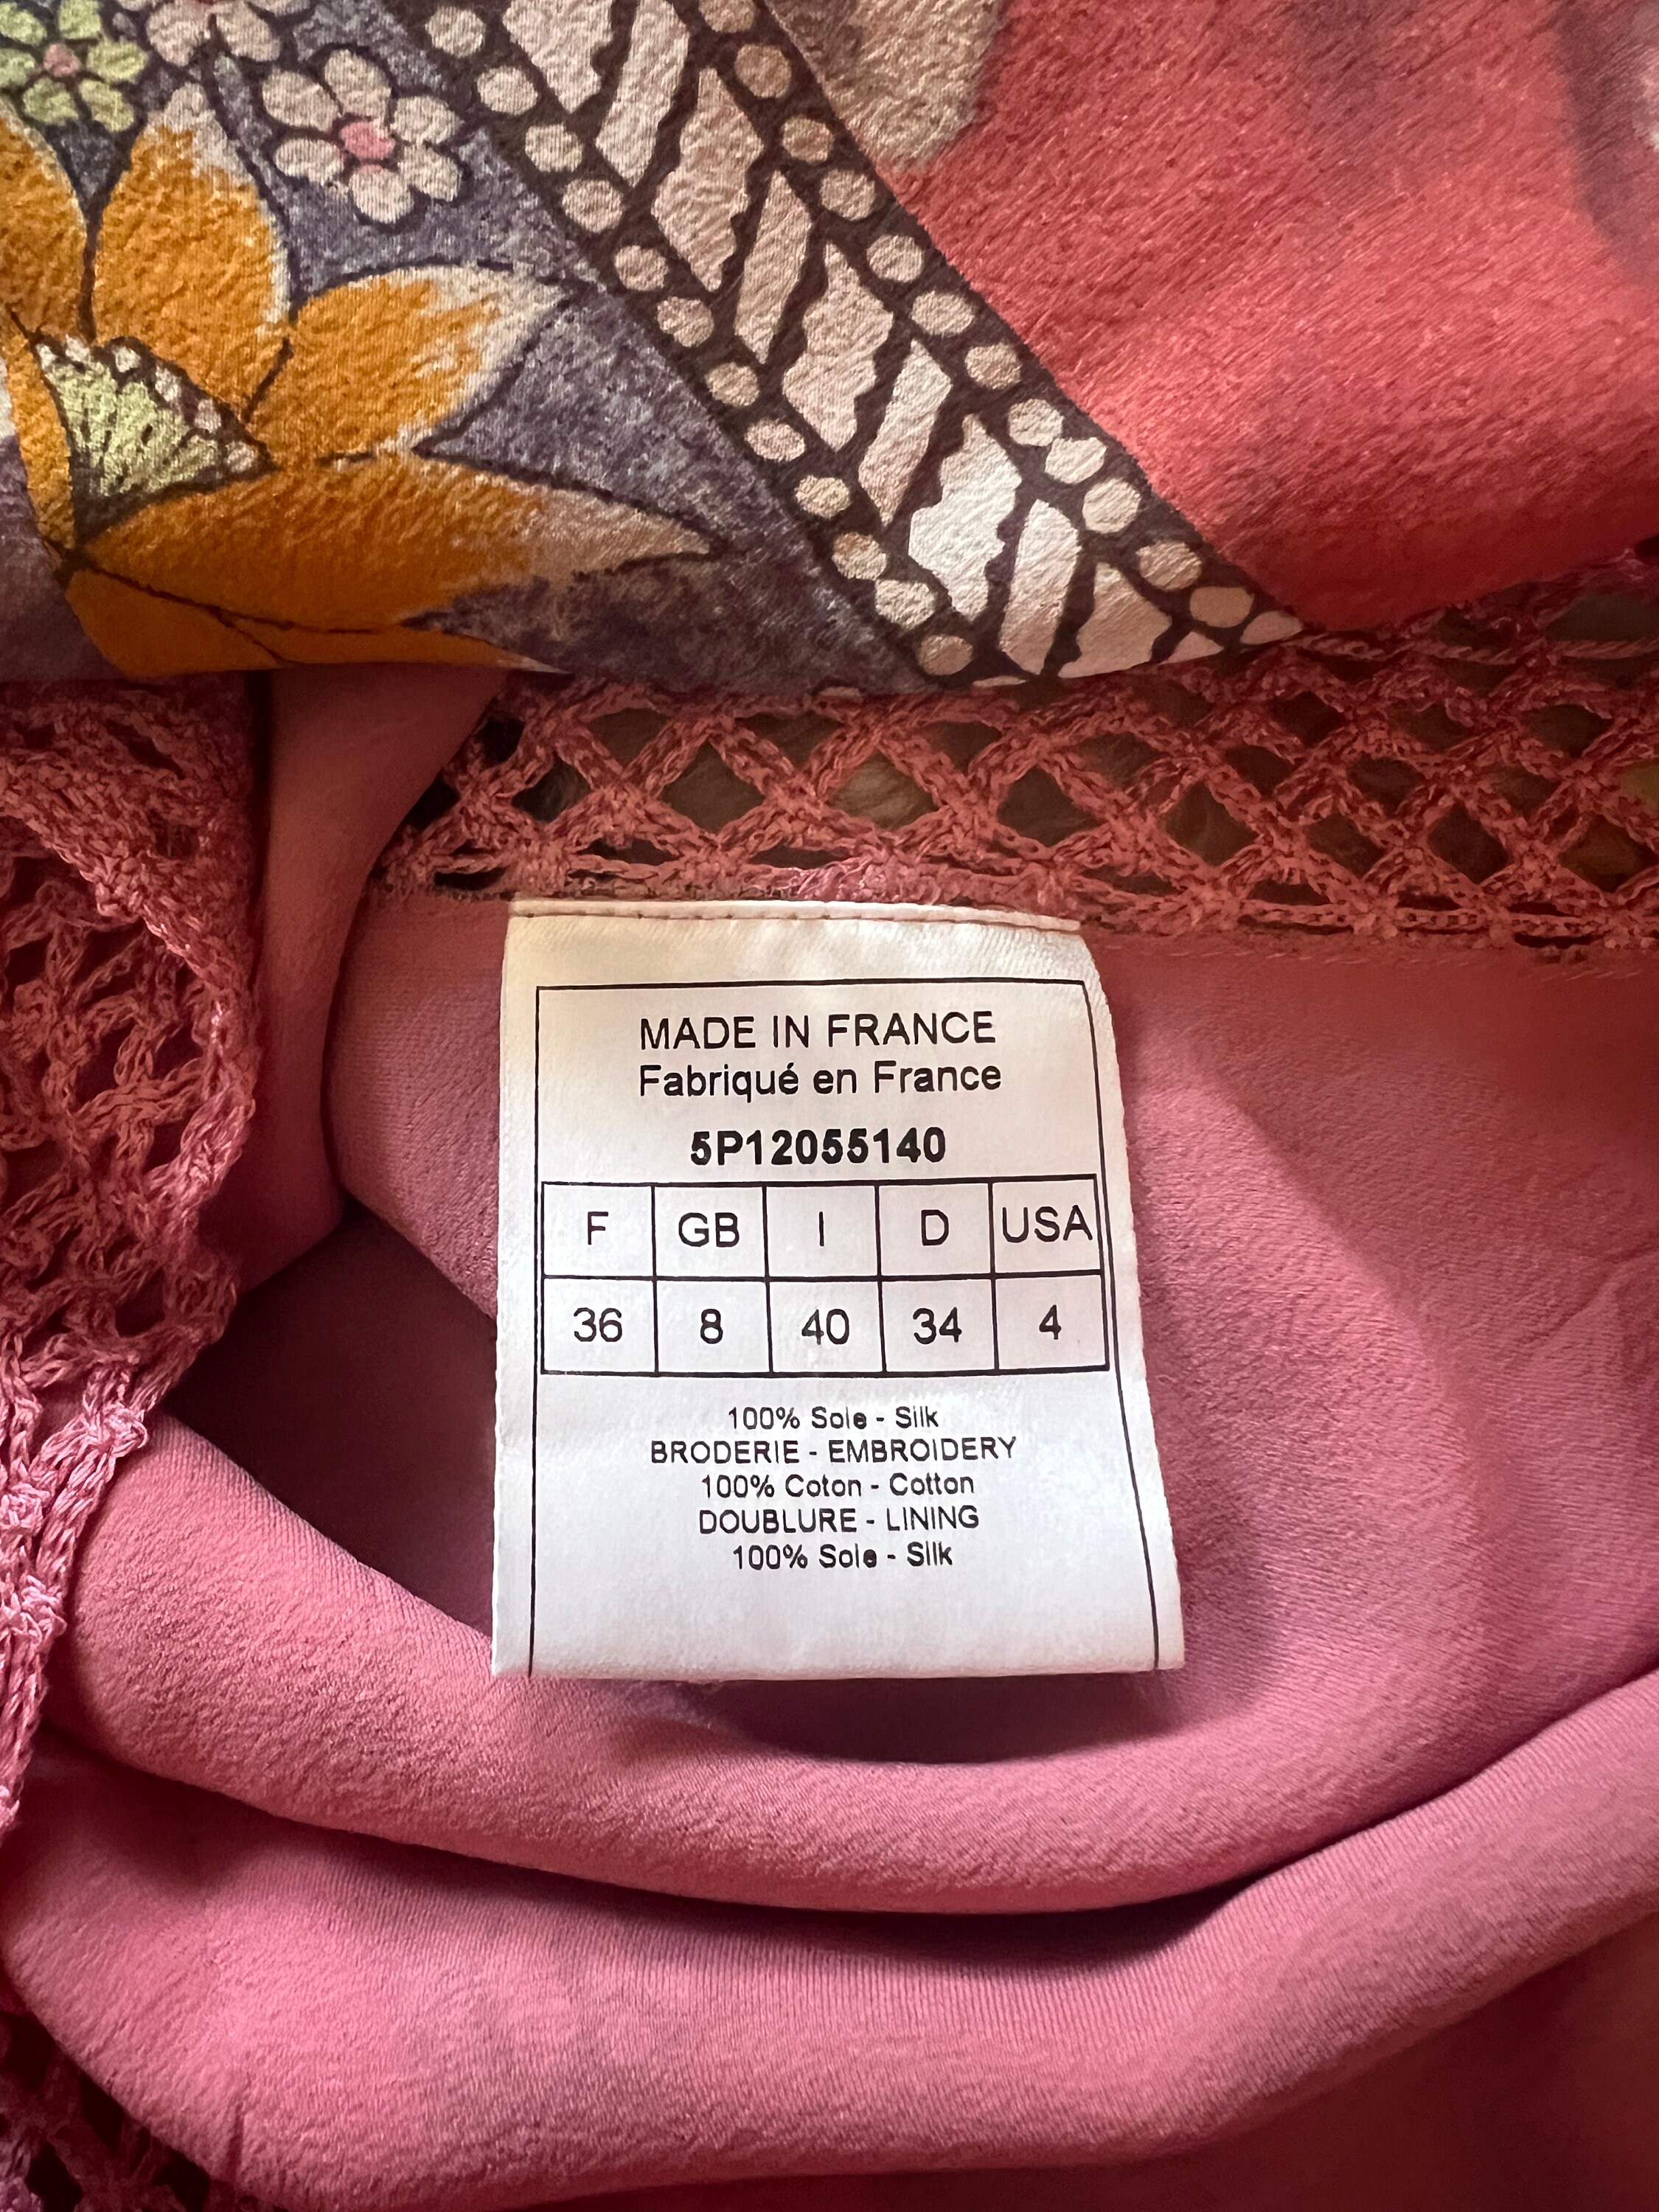 MADE IN FRANCE
Fabriqué en France
5P12055140
F GB I D USA
36 8 40 34 4
100% Soie - Silk
BRODERIE - EMBROIDERY
100% Coton - Cotton
DOUBLURE - LINING
100% Soie - Silk